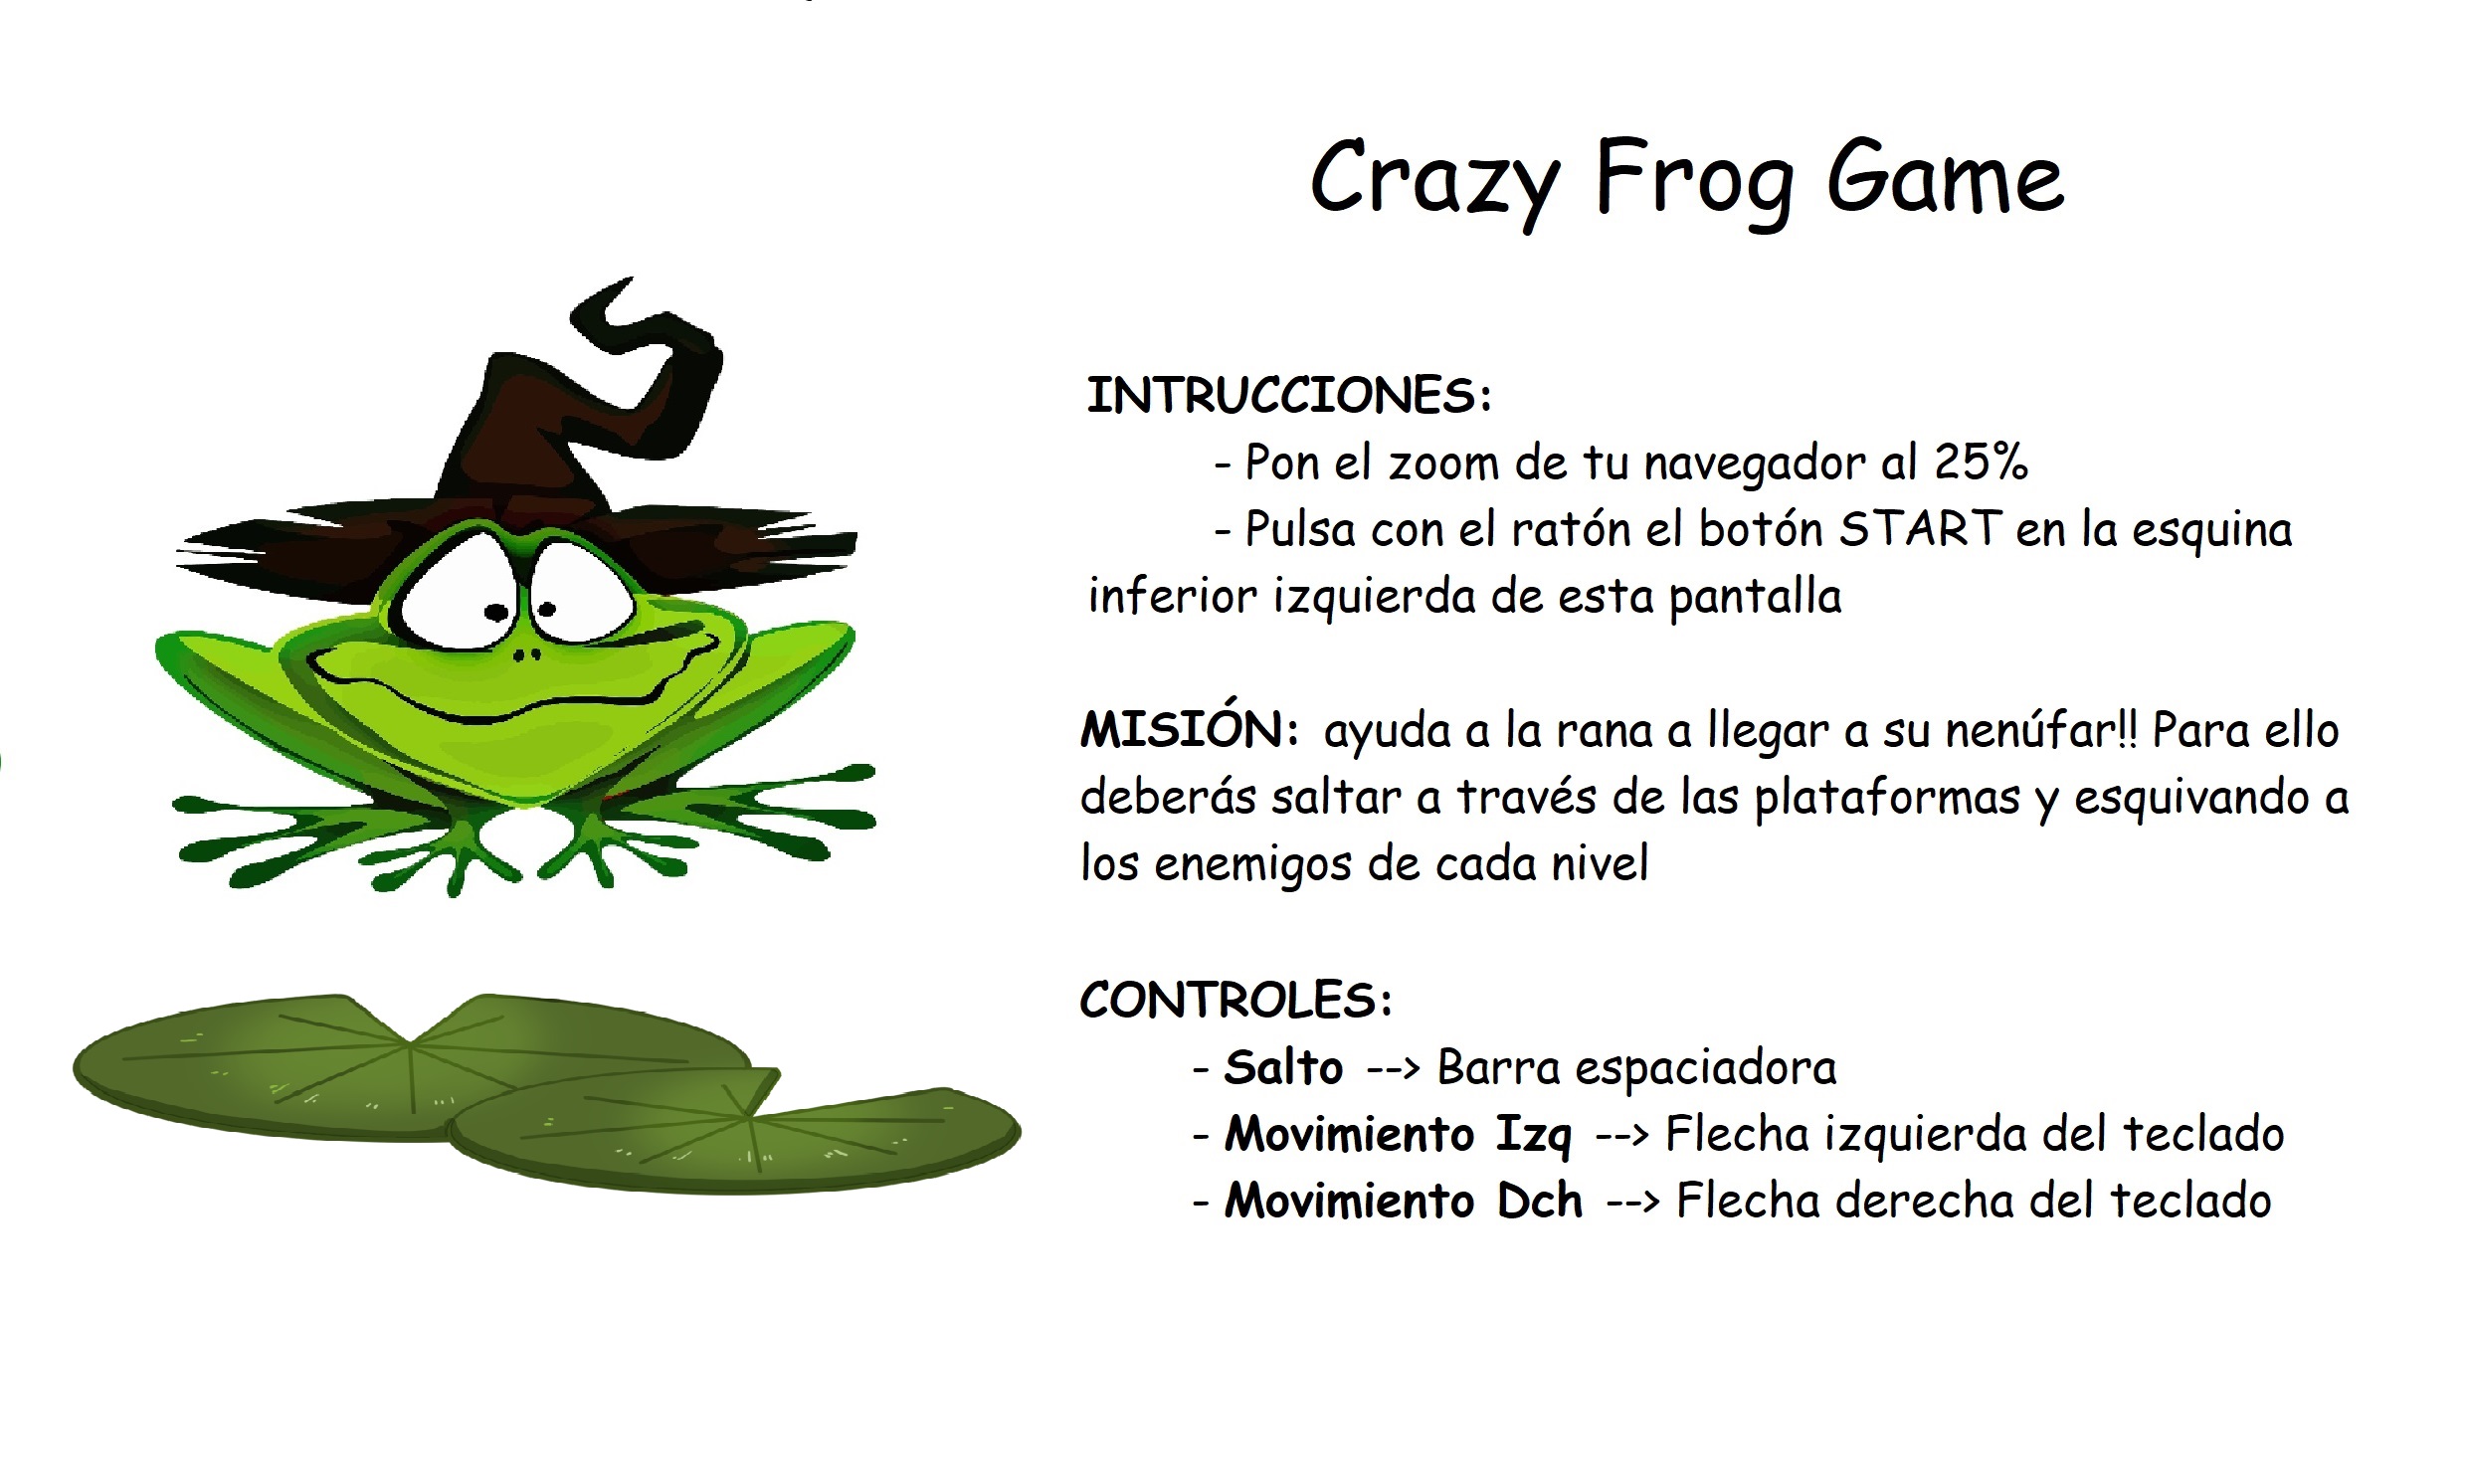 Crazy Frog Game
INTRUCCIONES:
- Pon el zoom de tu navegador al 25%
- Pulsa con el ratón el botón START en la esquina
inferior izquierda de esta pantalla
MISIÓN: ayuda a la rana a llegar a su nenúfar!! Para ello
deberás saltar a través de las plataformas y esquivando a
los enemigos de cada nivel
CONTROLES:
- Salto --> Barra espaciadora
- Movimiento Izq --> Flecha izquierda del teclado
- Movimiento Dch --> Flecha derecha del teclado